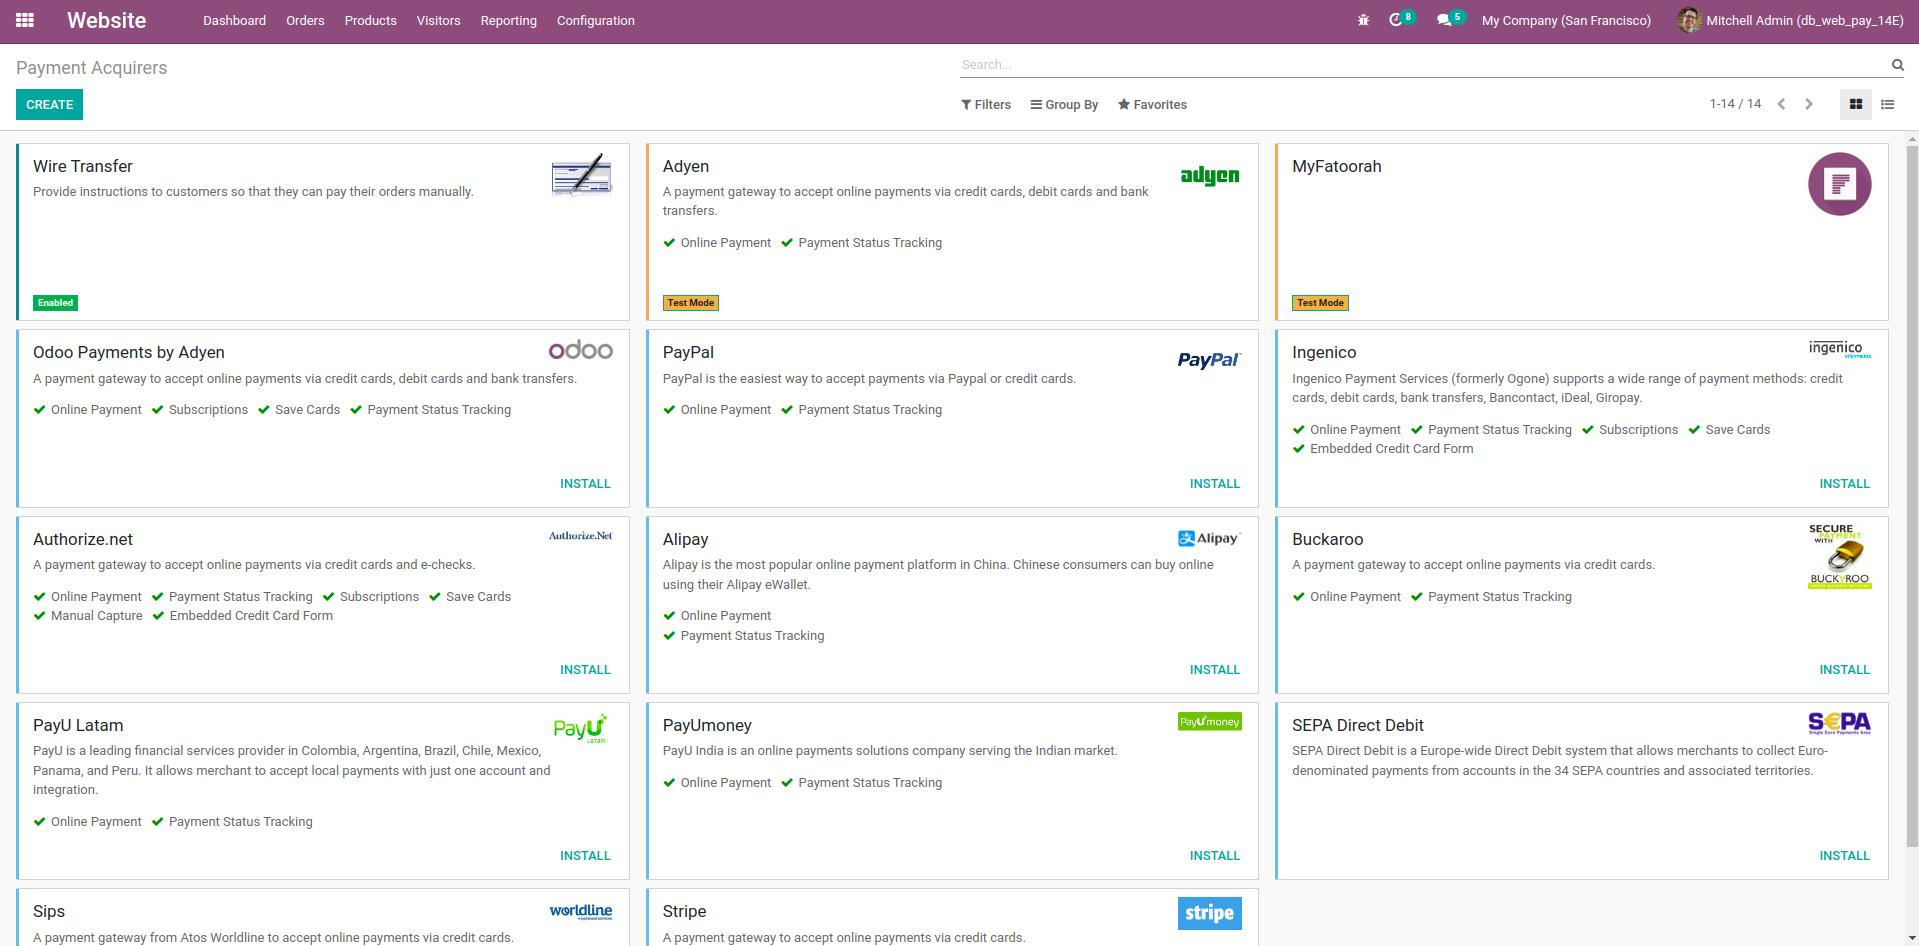 Website Dashboard Orders Products Visitors Reporting Configuration 8 5 My Company (San Francisco) Mitchell Admin (db_web_pay_14E)
Payment Acquirers
Search...
CREATE
Filters Group By Favorites
1-14 / 14
Wire Transfer
Provide instructions to customers so that they can pay their orders manually.
Enabled
Adyen
adyen
A payment gateway to accept online payments via credit cards, debit cards and bank
transfers.
Online Payment Payment Status Tracking
Test Mode
MyFatoorah
Test Mode
Odoo Payments by Adyen
odoo
A payment gateway to accept online payments via credit cards, debit cards and bank transfers.
Online Payment Subscriptions Save Cards Payment Status Tracking
INSTALL
PayPal
PayPal
PayPal is the easiest way to accept payments via Paypal or credit cards.
Online Payment Payment Status Tracking
INSTALL
Ingenico
ingenico
Ingenico Payment Services (formerly Ogone) supports a wide range of payment methods: credit
cards, debit cards, bank transfers, Bancontact, iDeal, Giropay.
Online Payment Payment Status Tracking Subscriptions Save Cards
Embedded Credit Card Form
INSTALL
Authorize.net
Authorize.Net
A payment gateway to accept online payments via credit cards and e-checks.
Online Payment Payment Status Tracking Subscriptions Save Cards
Manual Capture Embedded Credit Card Form
INSTALL
Alipay
Alipay
Alipay is the most popular online payment platform in China. Chinese consumers can buy online
using their Alipay eWallet.
Online Payment
Payment Status Tracking
INSTALL
Buckaroo
SECURE
PAYMENT
WITH
BUCKAROO
A payment gateway to accept online payments via credit cards.
Online Payment Payment Status Tracking
INSTALL
PayU Latam
PayU
LATAM
PayU is a leading financial services provider in Colombia, Argentina, Brazil, Chile, Mexico,
Panama, and Peru. It allows merchant to accept local payments with just one account and
integration.
Online Payment Payment Status Tracking
INSTALL
PayUmoney
PayUmoney
PayU India is an online payments solutions company serving the Indian market.
Online Payment Payment Status Tracking
INSTALL
SEPA Direct Debit
S€PA
Single Euro Payments Area
SEPA Direct Debit is a Europe-wide Direct Debit system that allows merchants to collect Euro-
denominated payments from accounts in the 34 SEPA countries and associated territories.
INSTALL
Sips
worldline
A payment gateway from Atos Worldline to accept online payments via credit cards.
Stripe
stripe
A payment gateway to accept online payments via credit cards.